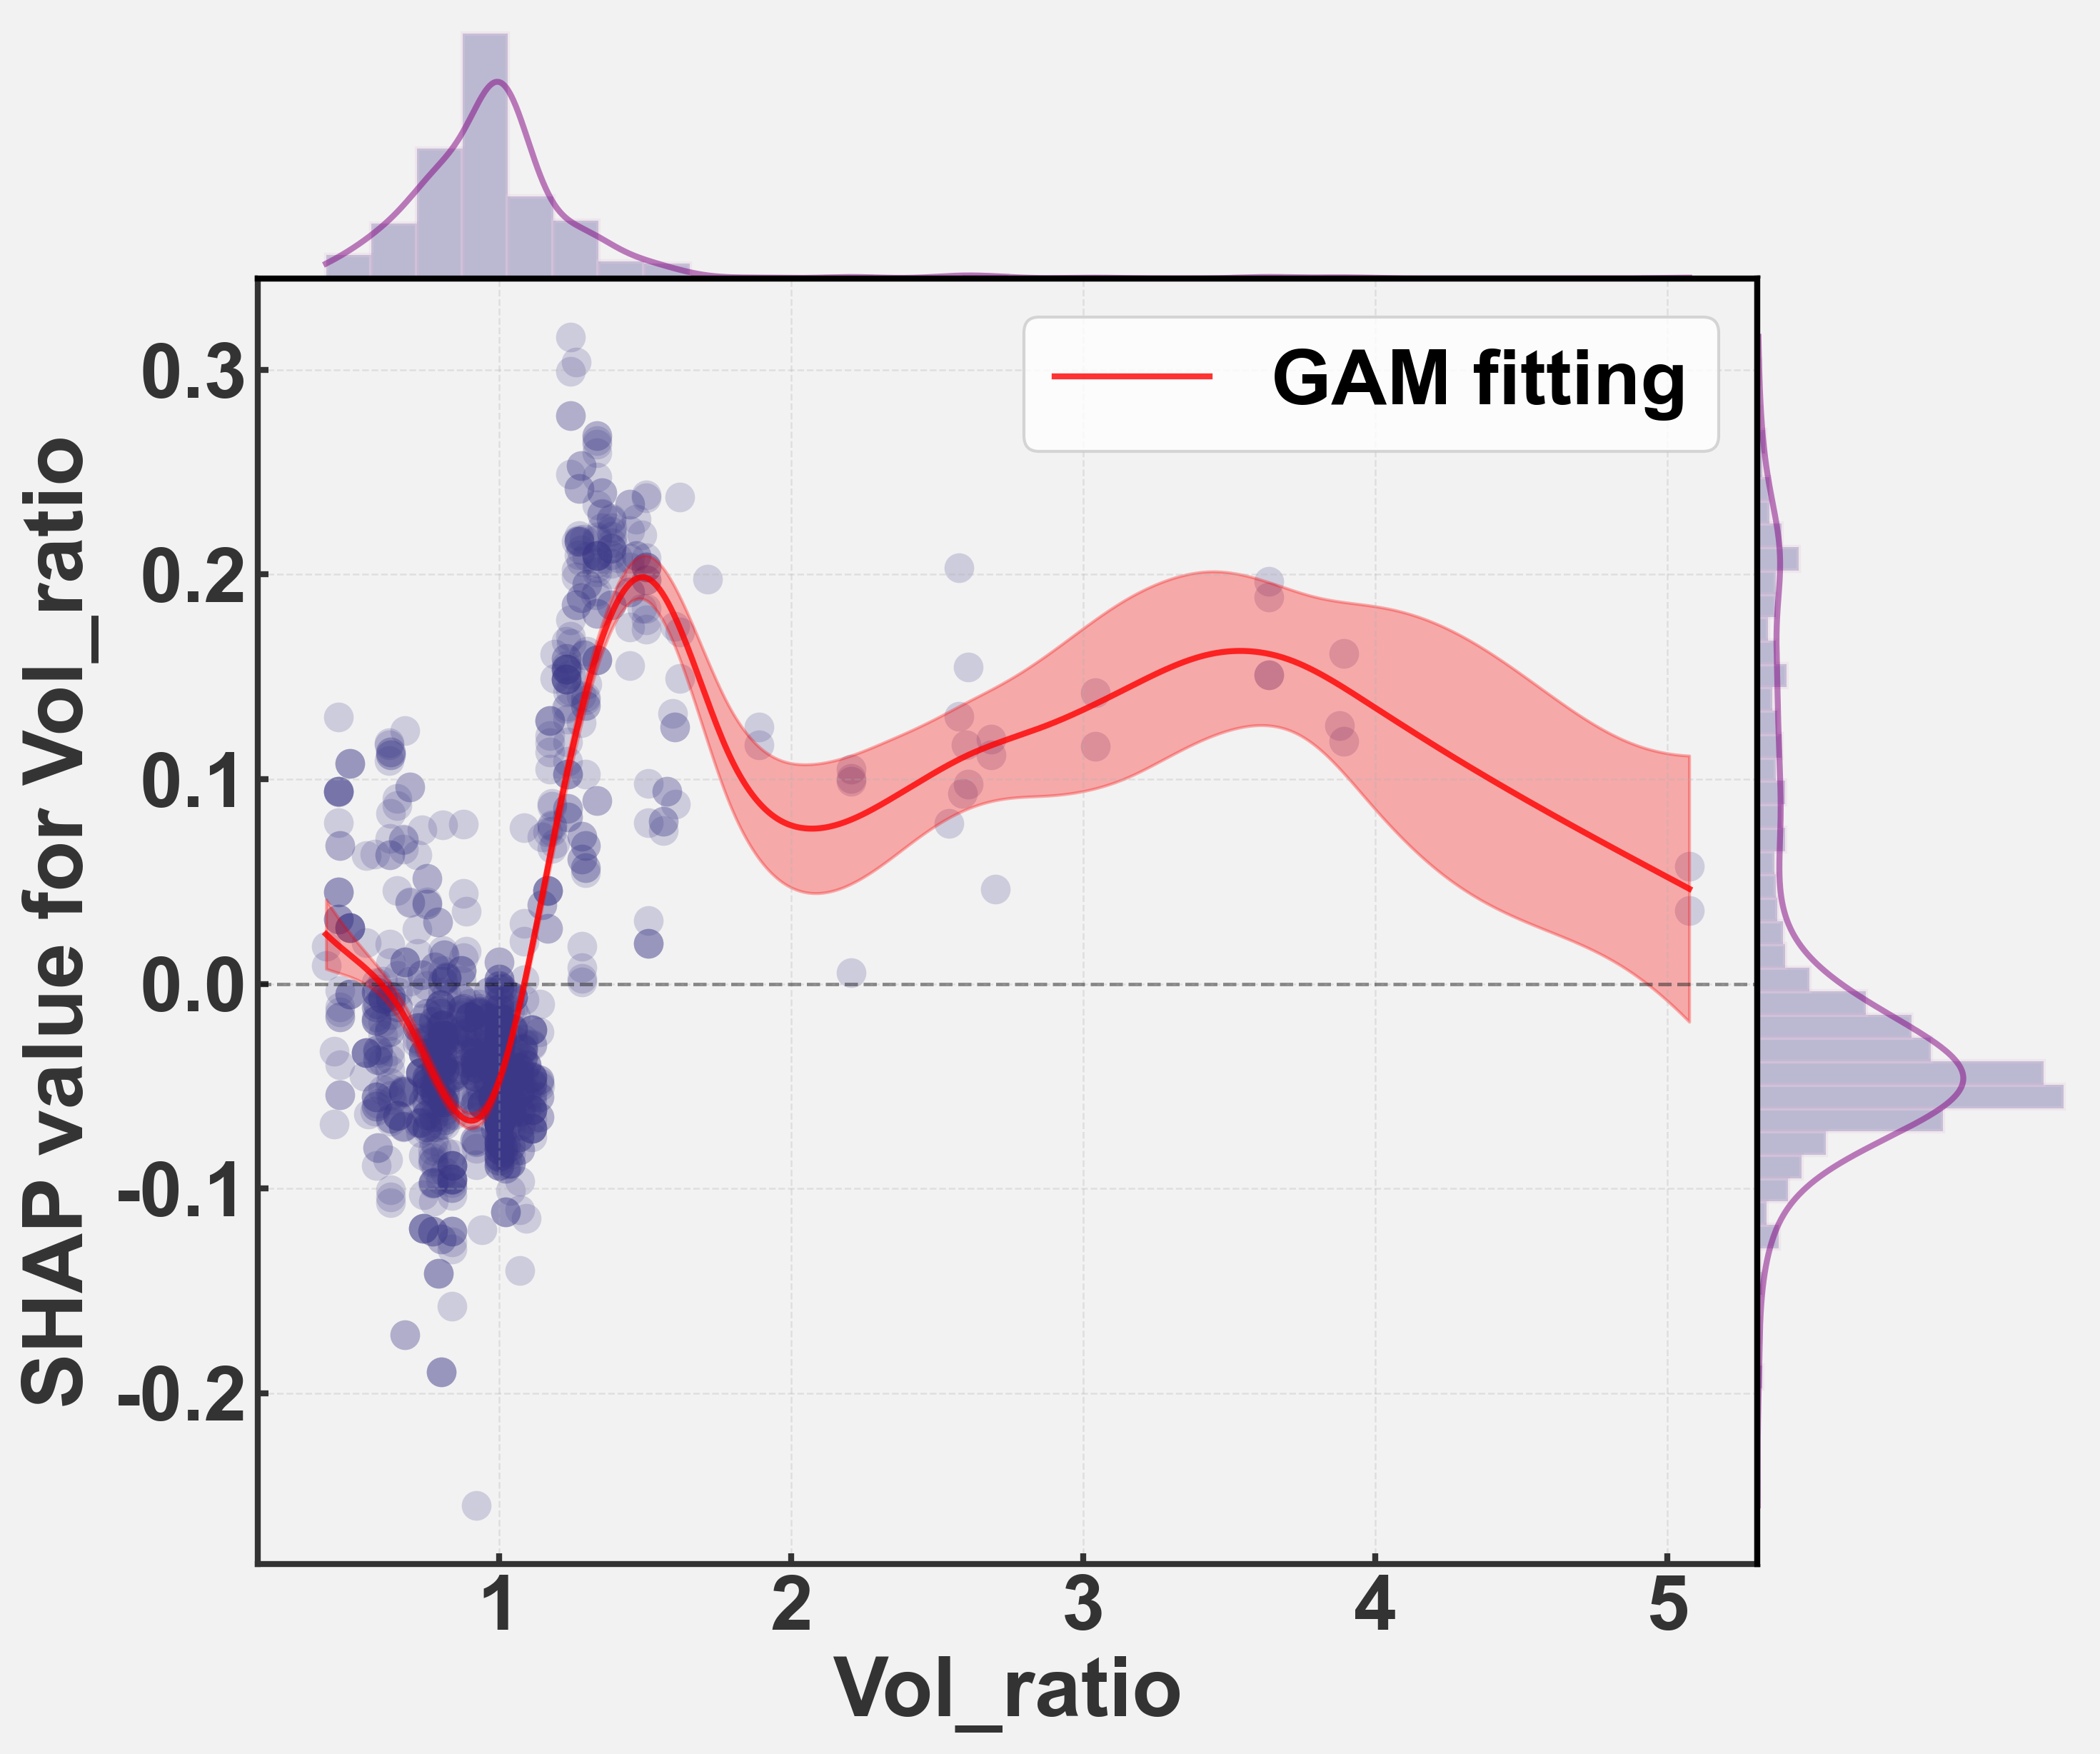 GAM fitting
SHAP value for Vol_ratio
0.3
0.2
0.1
0.0
-0.1
-0.2
1 2 3 4 5
Vol_ratio